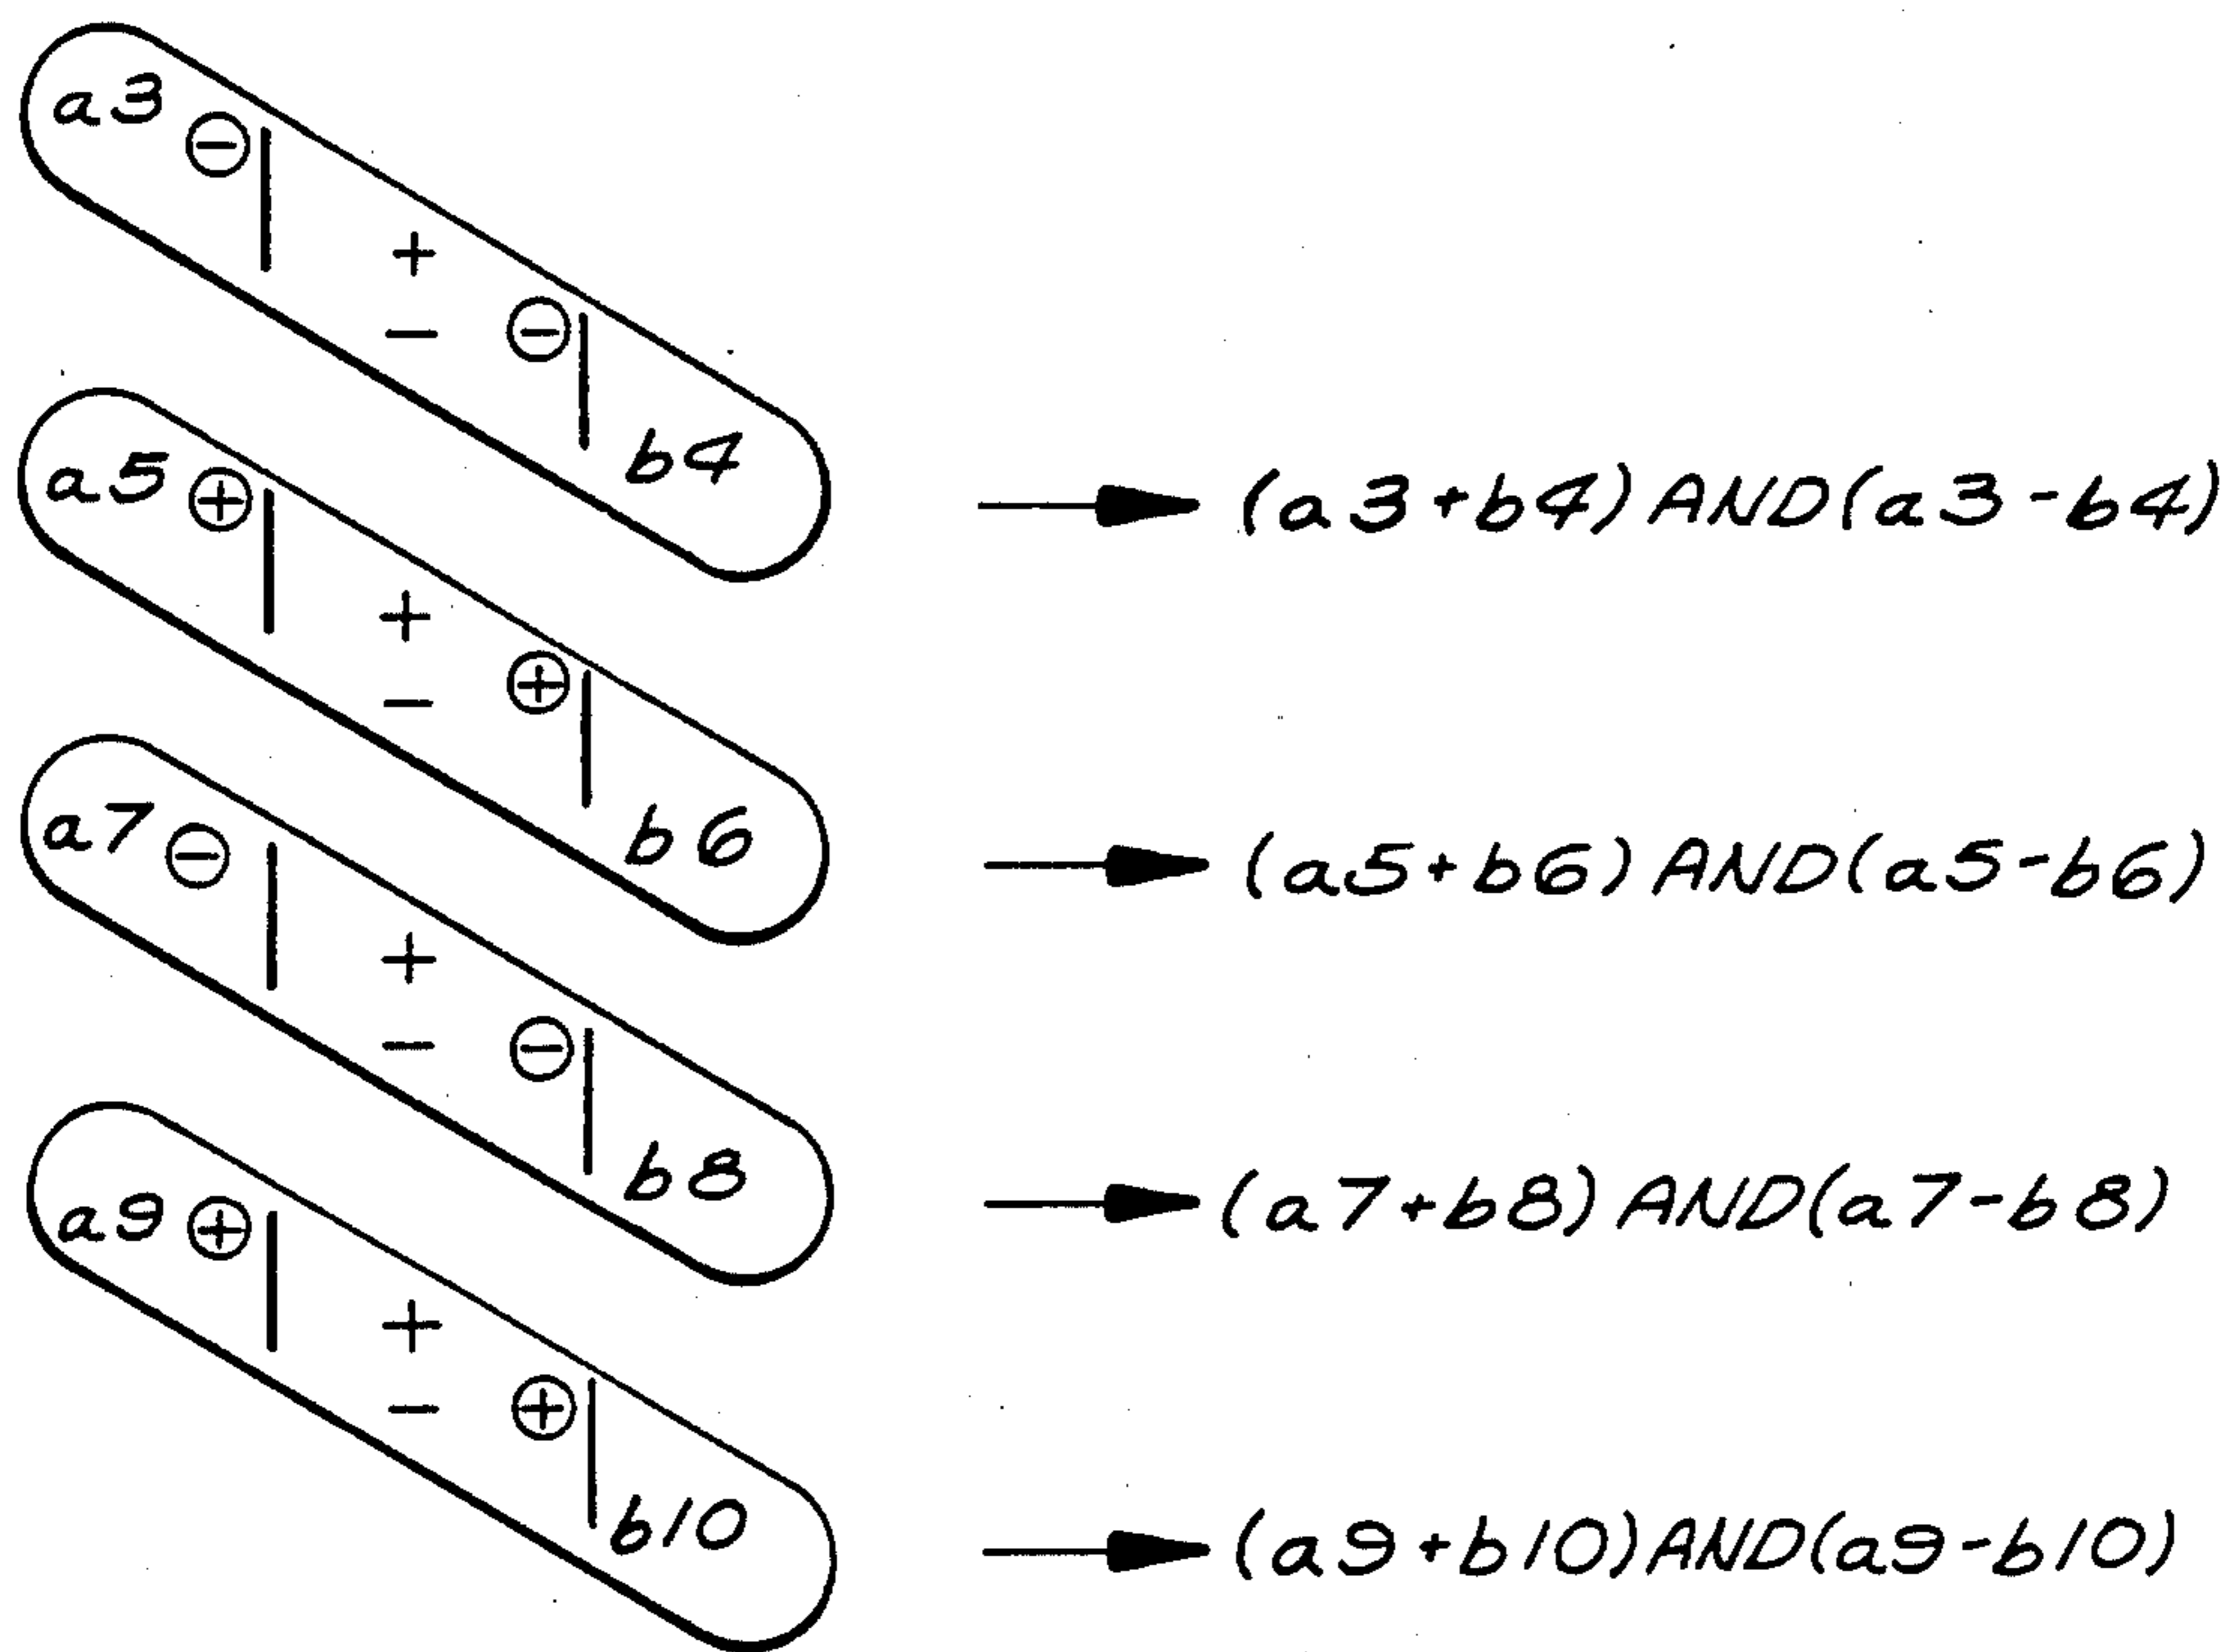 a3 ⊖
+
− ⊖
b4
(a3+b4) AND (a3-b4)
a5 ⊕
+
− ⊕
b6
(a5+b6) AND (a5-b6)
a7 ⊖
+
− ⊖
b8
(a7+b8) AND (a7-b8)
a9 ⊕
+
− ⊕
b10
(a9+b10) AND (a9-b10)